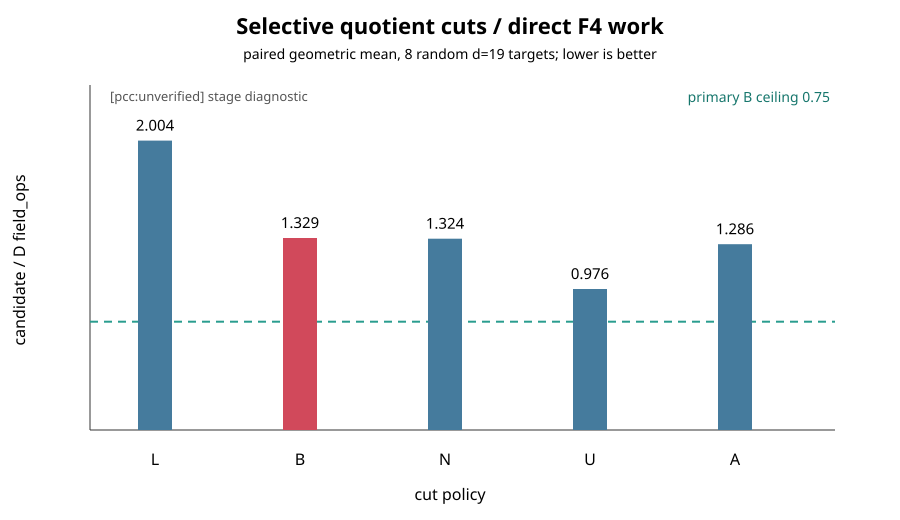 Selective quotient cuts / direct F4 work
paired geometric mean, 8 random d=19 targets; lower is better
[pcc:unverified] stage diagnostic
primary B ceiling 0.75
2.004
1.329
1.324
0.976
1.286
candidate / D field_ops
L
B
N
U
A
cut policy